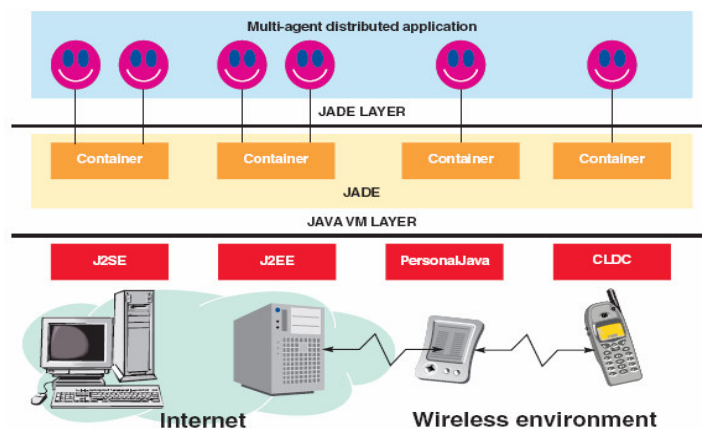 Multi-agent distributed application
JADE LAYER
Container
Container
Container
Container
JADE
JAVA VM LAYER
J2SE
J2EE
PersonalJava
CLDC
Internet
Wireless environment